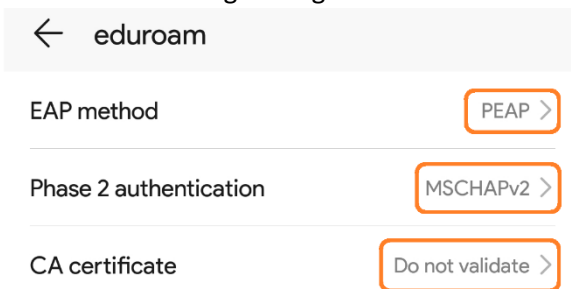 eduroam
EAP method PEAP
Phase 2 authentication MSCHAPv2
CA certificate Do not validate